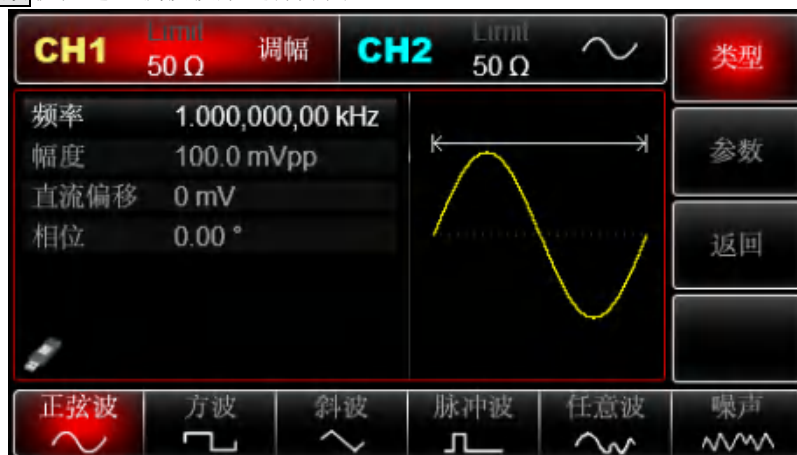 CH1 Limit 50 Ω 调幅 CH2 Limit 50 Ω 类型
频率 1.000,000,00 kHz
幅度 100.0 mVpp 参数
直流偏移 0 mV
相位 0.00 ° 返回
正弦波 方波 斜波 脉冲波 任意波 噪声